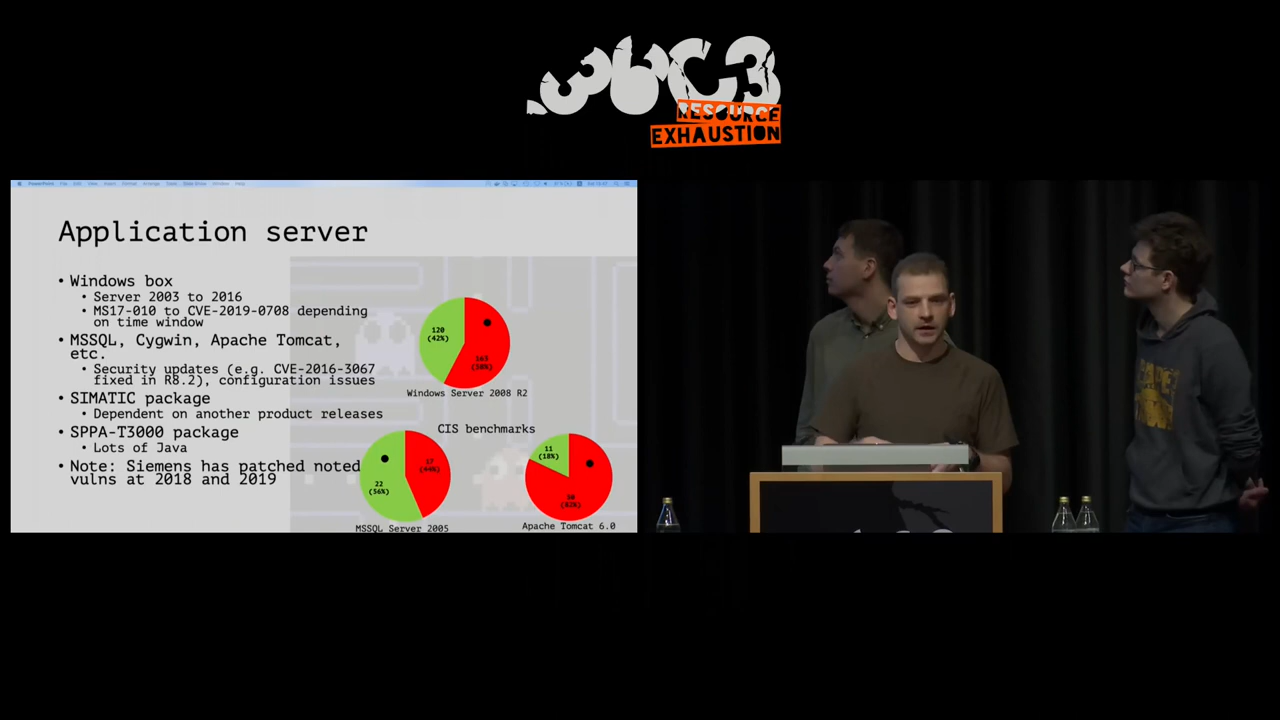 36C3
RESOURCE
EXHAUSTION
Application server
• Windows box
• Server 2003 to 2016
• MS17-010 to CVE-2019-0708 depending
on time window
• MSSQL, Cygwin, Apache Tomcat,
etc.
• Security updates (e.g. CVE-2016-3067
fixed in R8.2), configuration issues
• SIMATIC package
• Dependent on another product releases
• SPPA-T3000 package
• Lots of Java
• Note: Siemens has patched noted
vulns at 2018 and 2019
120
(42%)
(58%)
Windows Server 2008 R2
CIS benchmarks
22
(56%)
17
(44%)
MSSQL Server 2005
11
(18%)
(82%)
Apache Tomcat 6.0